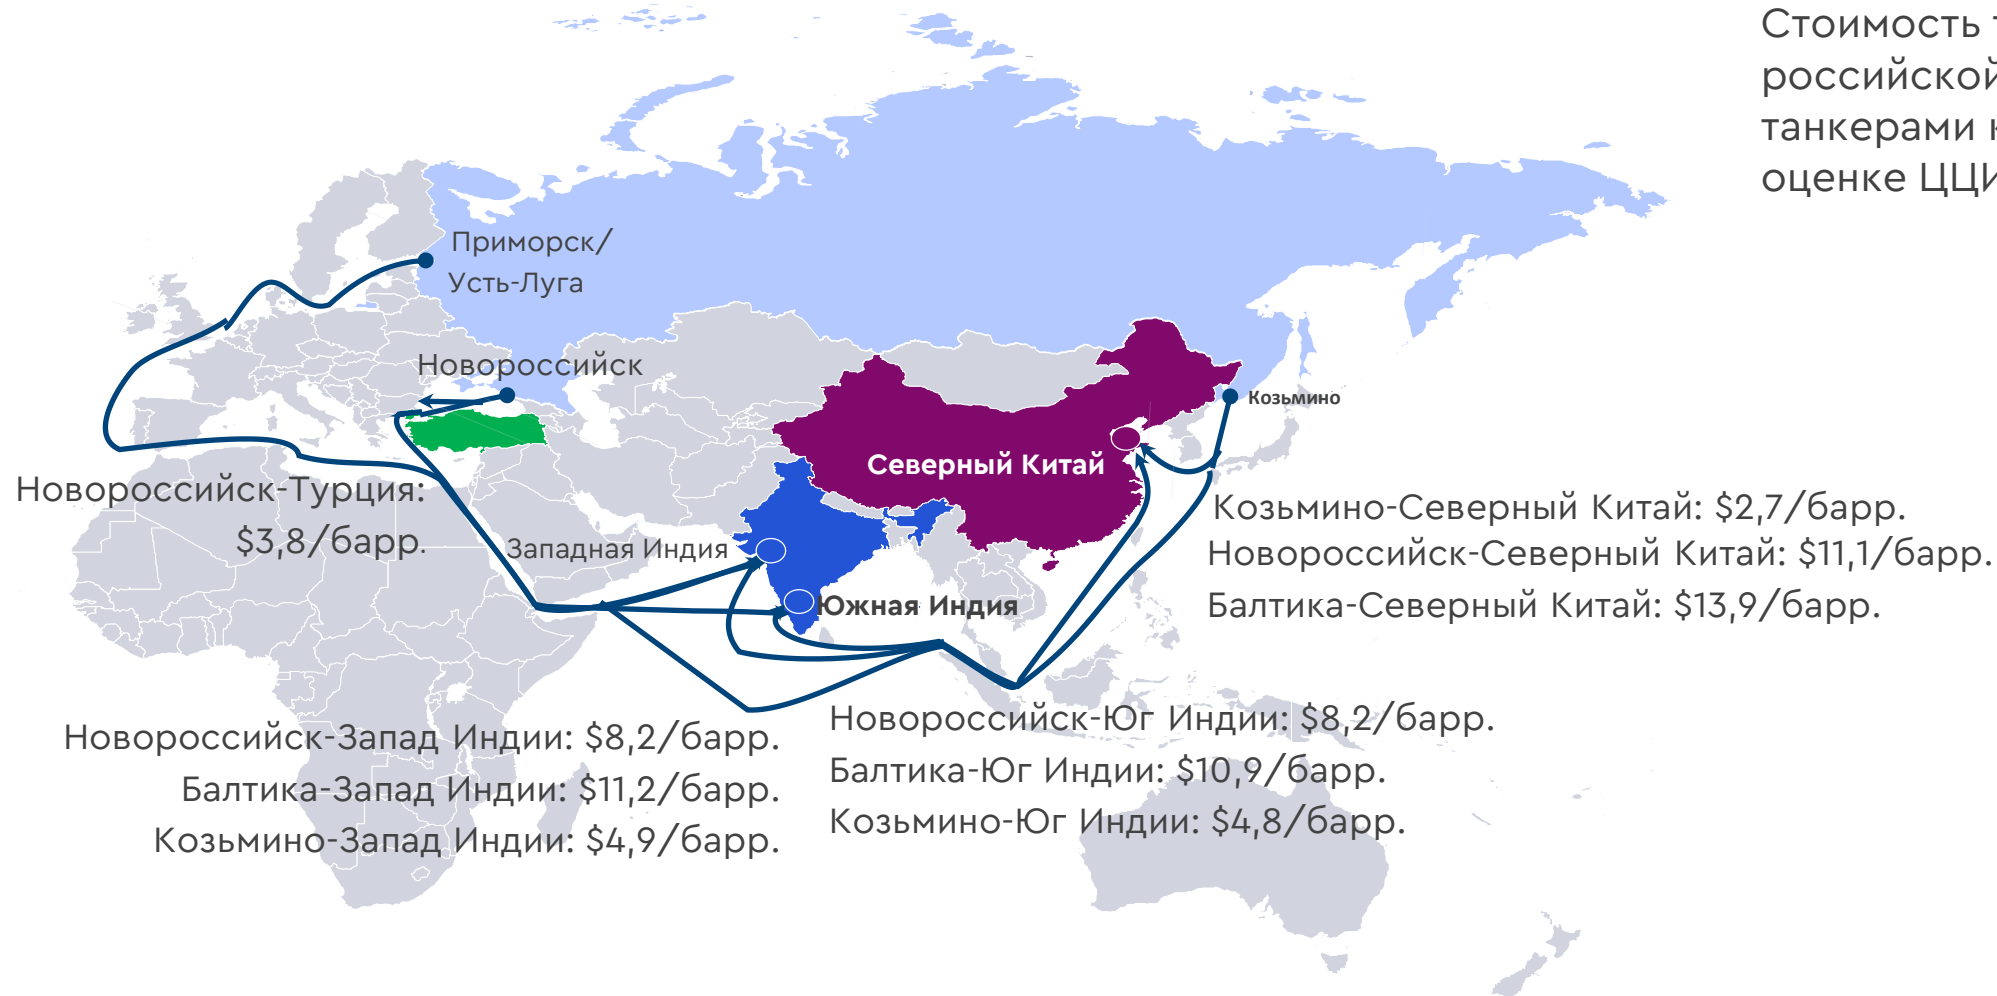 Стоимость
российской
танкерами
оценке
Приморск/
Усть-Луга
Новороссийск
Козьмино
Северный Китай
Новороссийск-Турция:
$3,8/барр.
Западная Индия
Южная Индия
Козьмино-Северный Китай: $2,7/барр.
Новороссийск-Северный Китай: $11,1/барр.
Балтика-Северный Китай: $13,9/барр.
Новороссийск-Запад Индии: $8,2/барр.
Балтика-Запад Индии: $11,2/барр.
Козьмино-Запад Индии: $4,9/барр.
Новороссийск-Юг Индии: $8,2/барр.
Балтика-Юг Индии: $10,9/барр.
Козьмино-Юг Индии: $4,8/барр.